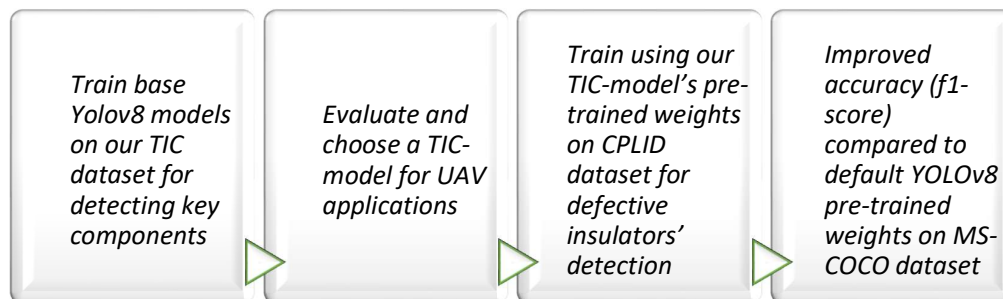 Train base
Yolov8 models
on our TIC
dataset for
detecting key
components
Evaluate and
choose a TIC-
model for UAV
applications
Train using our
TIC-model's pre-
trained weights
on CPLID
dataset for
defective
insulators'
detection
Improved
accuracy (f1-
score)
compared to
default YOLOv8
pre-trained
weights on MS-
COCO dataset